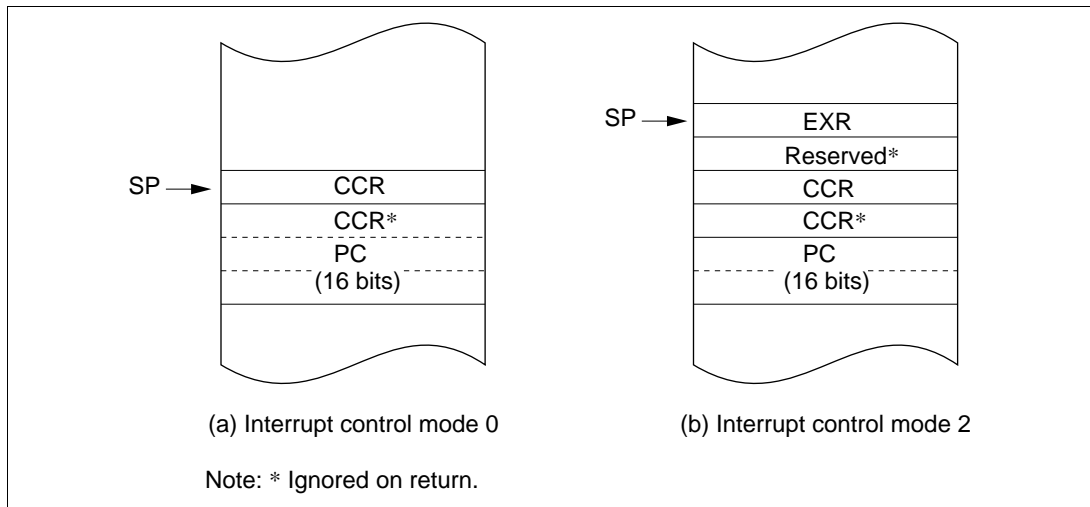 SP
CCR
CCR*
PC
(16 bits)
(a) Interrupt control mode 0
SP
EXR
Reserved*
CCR
CCR*
PC
(16 bits)
(b) Interrupt control mode 2
Note: * Ignored on return.